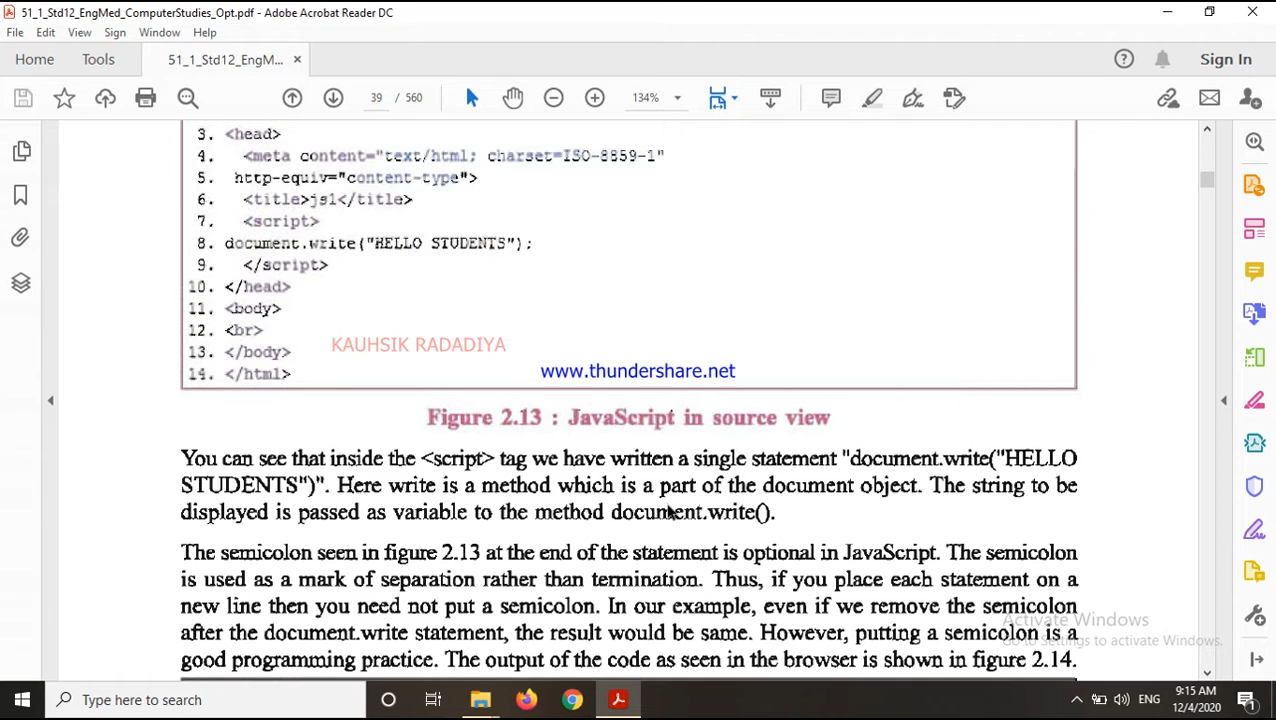 51_1_Std12_EngMed_ComputerStudies_Opt.pdf - Adobe Acrobat Reader DC
File Edit View Sign Window Help
Home Tools 51_1_Std12_EngM... × Sign In
39 / 560 134%
3. <head>
4. <meta content="text/html; charset=ISO-8859-1"
5. http-equiv="content-type">
6. <title>js1</title>
7. <script>
8. document.write("HELLO STUDENTS");
9. </script>
10. </head>
11. <body>
12. <br>
13. </body>
KAUHSIK RADADIYA
14. </html>
www.thundershare.net
Figure 2.13 : JavaScript in source view
You can see that inside the <script> tag we have written a single statement "document.write("HELLO
STUDENTS")". Here write is a method which is a part of the document object. The string to be
displayed is passed as variable to the method document.write().
The semicolon seen in figure 2.13 at the end of the statement is optional in JavaScript. The semicolon
is used as a mark of separation rather than termination. Thus, if you place each statement on a
new line then you need not put a semicolon. In our example, even if we remove the semicolon
after the document.write statement, the result would be same. However, putting a semicolon is a
good programming practice. The output of the code as seen in the browser is shown in figure 2.14.
Activate Windows
Go to Settings to activate Windows.
Type here to search
ENG
9:15 AM
12/4/2020
1